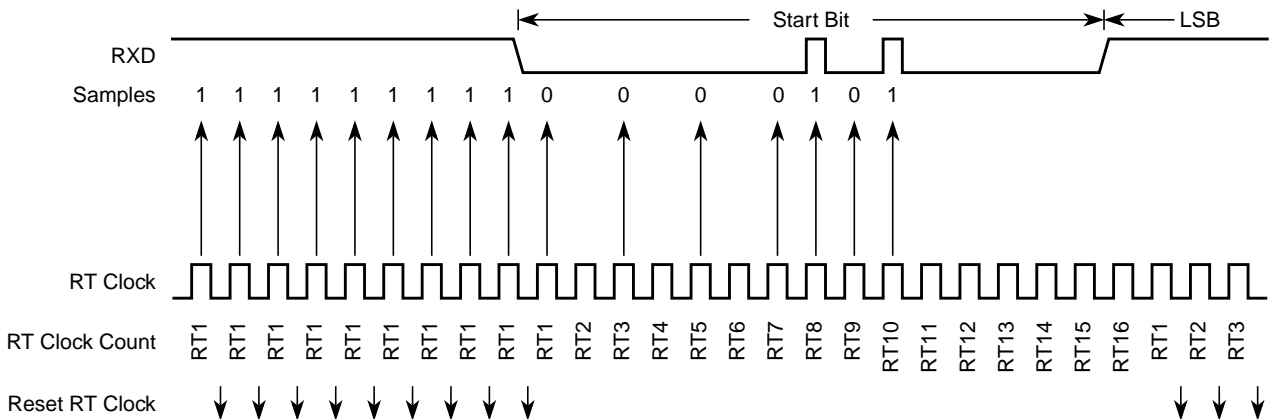 Start Bit LSB
RXD
Samples 1 1 1 1 1 1 1 1 1 0 0 0 0 1 0 1
RT Clock
RT Clock Count RT1 RT1 RT1 RT1 RT1 RT1 RT1 RT1 RT1 RT1 RT2 RT3 RT4 RT5 RT6 RT7 RT8 RT9 RT10 RT11 RT12 RT13 RT14 RT15 RT16 RT1 RT2 RT3
Reset RT Clock